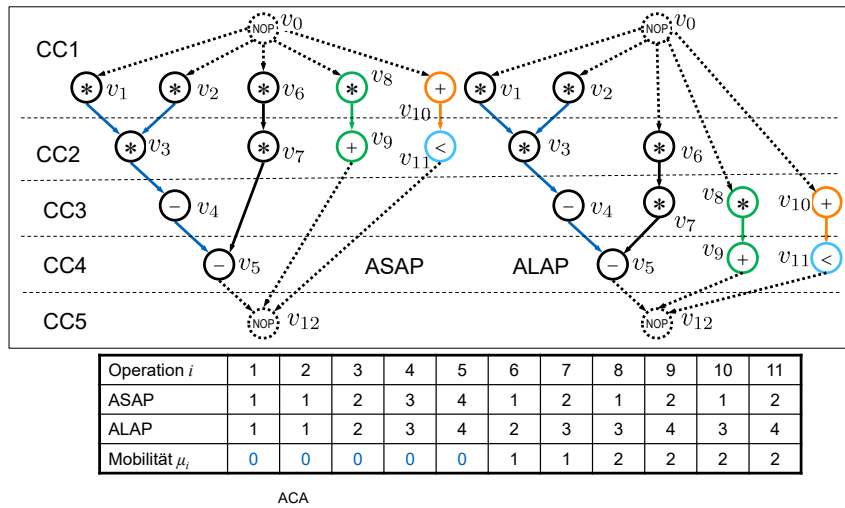 NOP v0 NOP v0
CC1
* v1 * v2 * v6 * v8 + v10 * v1 * v2
CC2 * v3 * v7 + v9 < v11 * v3 * v6
CC3 − v4 − v4 * v7 * v8 + v10
CC4 − v5 ASAP ALAP − v5 + v9 < v11
CC5 NOP v12 NOP v12
Operation i 1 2 3 4 5 6 7 8 9 10 11
ASAP 1 1 2 3 4 1 2 1 2 1 2
ALAP 1 1 2 3 4 2 3 3 4 3 4
Mobilität μi 0 0 0 0 0 1 1 2 2 2 2
ACA